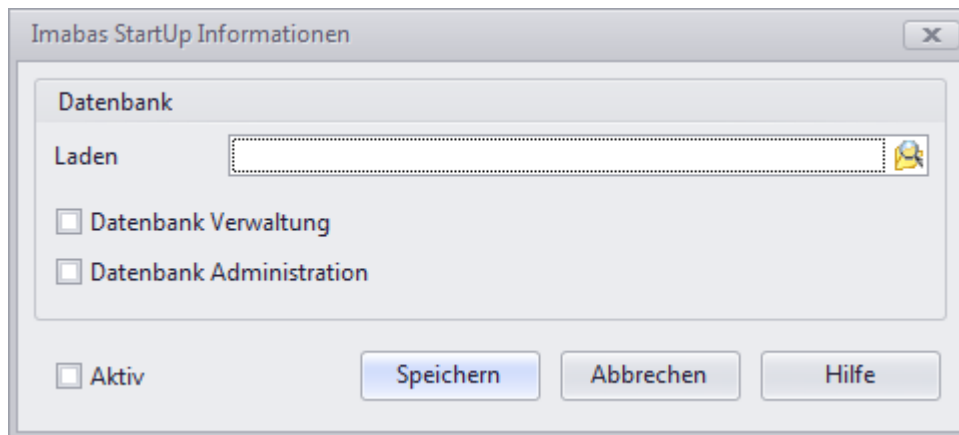 Imabas StartUp Informationen
Datenbank
Laden
Datenbank Verwaltung
Datenbank Administration
Aktiv
Speichern
Abbrechen
Hilfe